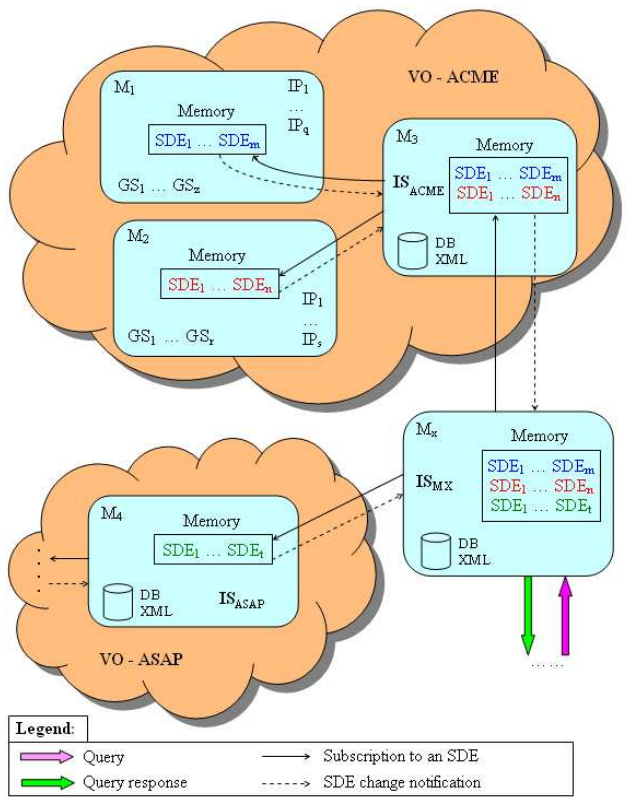 VO - ACME
M1 IP1
...
IPq
Memory
SDE1 ... SDEm
GS1 ... GSz
M3
Memory
ISACME
SDE1 ... SDEm
SDE1 ... SDEn
DB
XML
M2
Memory
SDE1 ... SDEn
IP1
...
IPs
GS1 ... GSr
Mx
Memory
ISMX
SDE1 ... SDEm
SDE1 ... SDEn
SDE1 ... SDEt
DB
XML
M4
Memory
SDE1 ... SDEt
DB
XML
ISASAP
VO - ASAP
... ...
Legend:
Query
Subscription to an SDE
Query response
SDE change notification